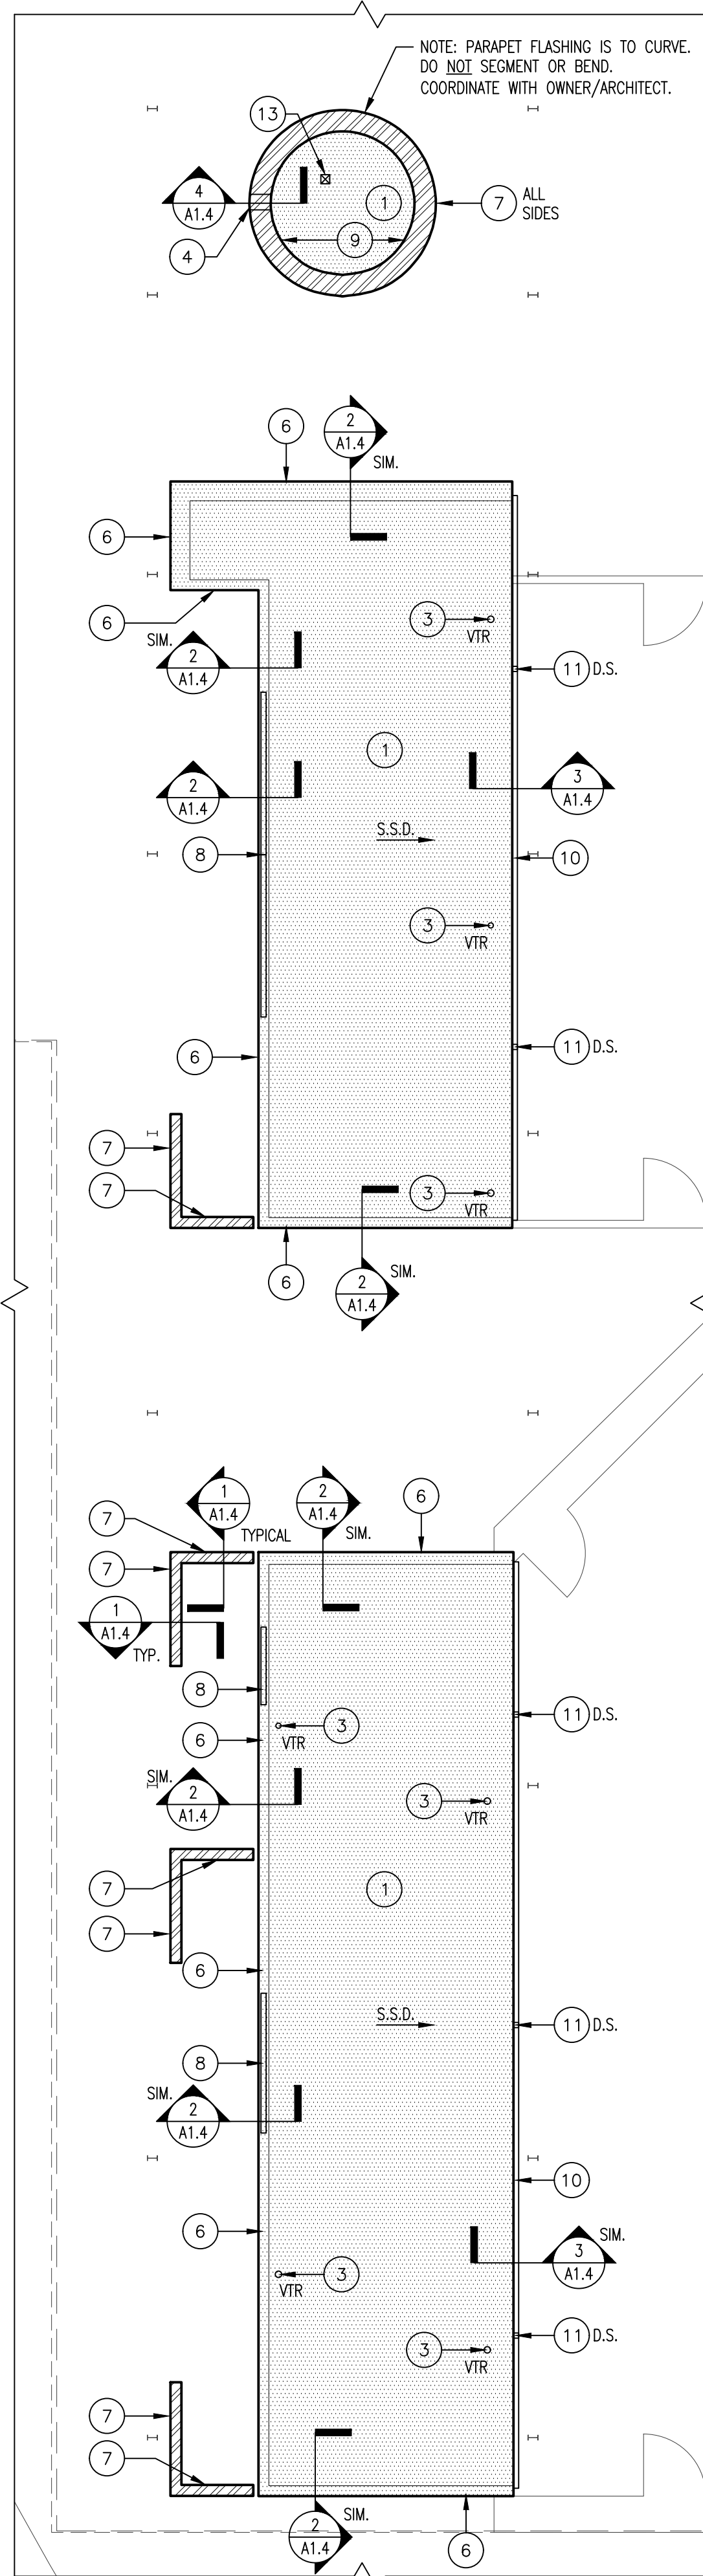 NOTE: PARAPET FLASHING IS TO CURVE.
DO NOT SEGMENT OR BEND.
COORDINATE WITH OWNER/ARCHITECT.
13
4
A1.4
1
7
ALL
SIDES
9
4
6
2
A1.4
SIM.
6
6
3
VTR
SIM.
2
A1.4
11
D.S.
1
2
A1.4
3
A1.4
S.S.D.
8
10
3
VTR
6
11
D.S.
7
7
3
VTR
6
2
A1.4
SIM.
1
A1.4
TYPICAL
2
A1.4
SIM.
6
7
7
1
A1.4
TYP.
8
3
VTR
11
D.S.
6
SIM.
2
A1.4
3
VTR
7
1
7
6
S.S.D.
11
D.S.
8
SIM.
2
A1.4
10
6
SIM.
3
A1.4
3
VTR
11
D.S.
3
VTR
7
7
2
A1.4
SIM.
6